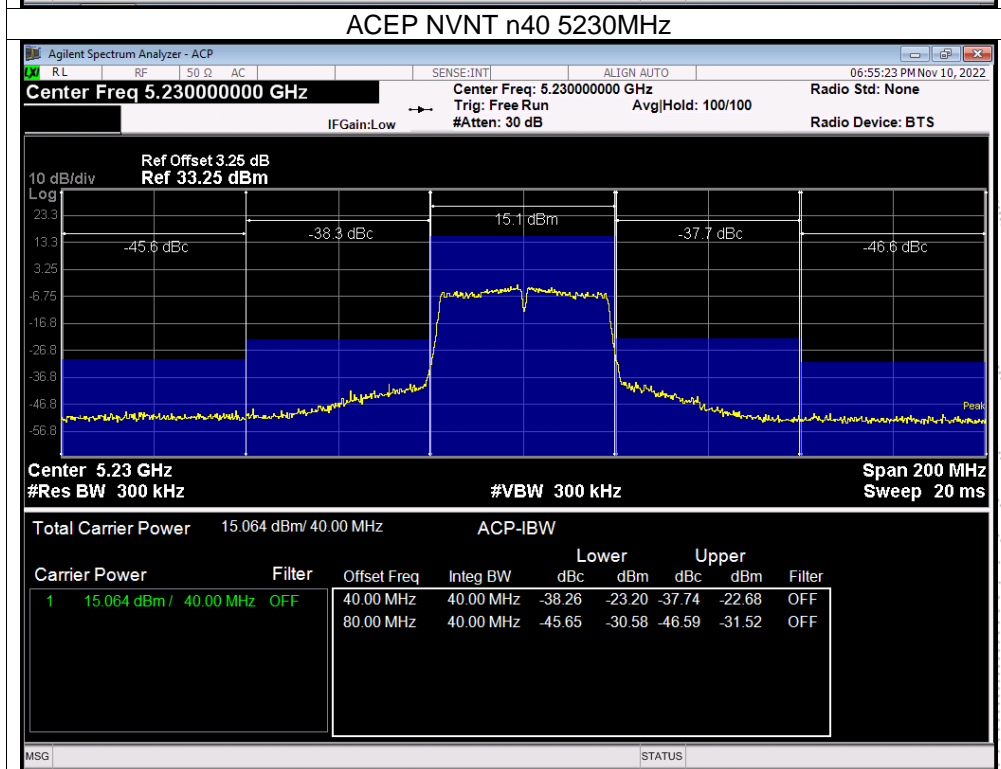 ACEP NVNT n40 5230MHz
Agilent Spectrum Analyzer - ACP
LXI RL RF 50 Ω AC SENSE:INT ALIGN AUTO 06:55:23 PM Nov 10, 2022
Center Freq 5.230000000 GHz Center Freq: 5.230000000 GHz Radio Std: None
Trig: Free Run Avg|Hold: 100/100
IFGain:Low #Atten: 30 dB Radio Device: BTS
Ref Offset 3.25 dB
10 dB/div Ref 33.25 dBm
Log
23.3
15.1 dBm
-38.3 dBc -37.7 dBc
13.3
-45.6 dBc -46.6 dBc
3.25
-6.75
-16.8
-26.8
-36.8
-46.8
Peak
-56.8
Center 5.23 GHz Span 200 MHz
#Res BW 300 kHz #VBW 300 kHz Sweep 20 ms
Total Carrier Power 15.064 dBm/ 40.00 MHz ACP-IBW
Lower Upper
Carrier Power Filter Offset Freq Integ BW dBc dBm dBc dBm Filter
1 15.064 dBm / 40.00 MHz OFF 40.00 MHz 40.00 MHz -38.26 -23.20 -37.74 -22.68 OFF
80.00 MHz 40.00 MHz -45.65 -30.58 -46.59 -31.52 OFF
MSG STATUS